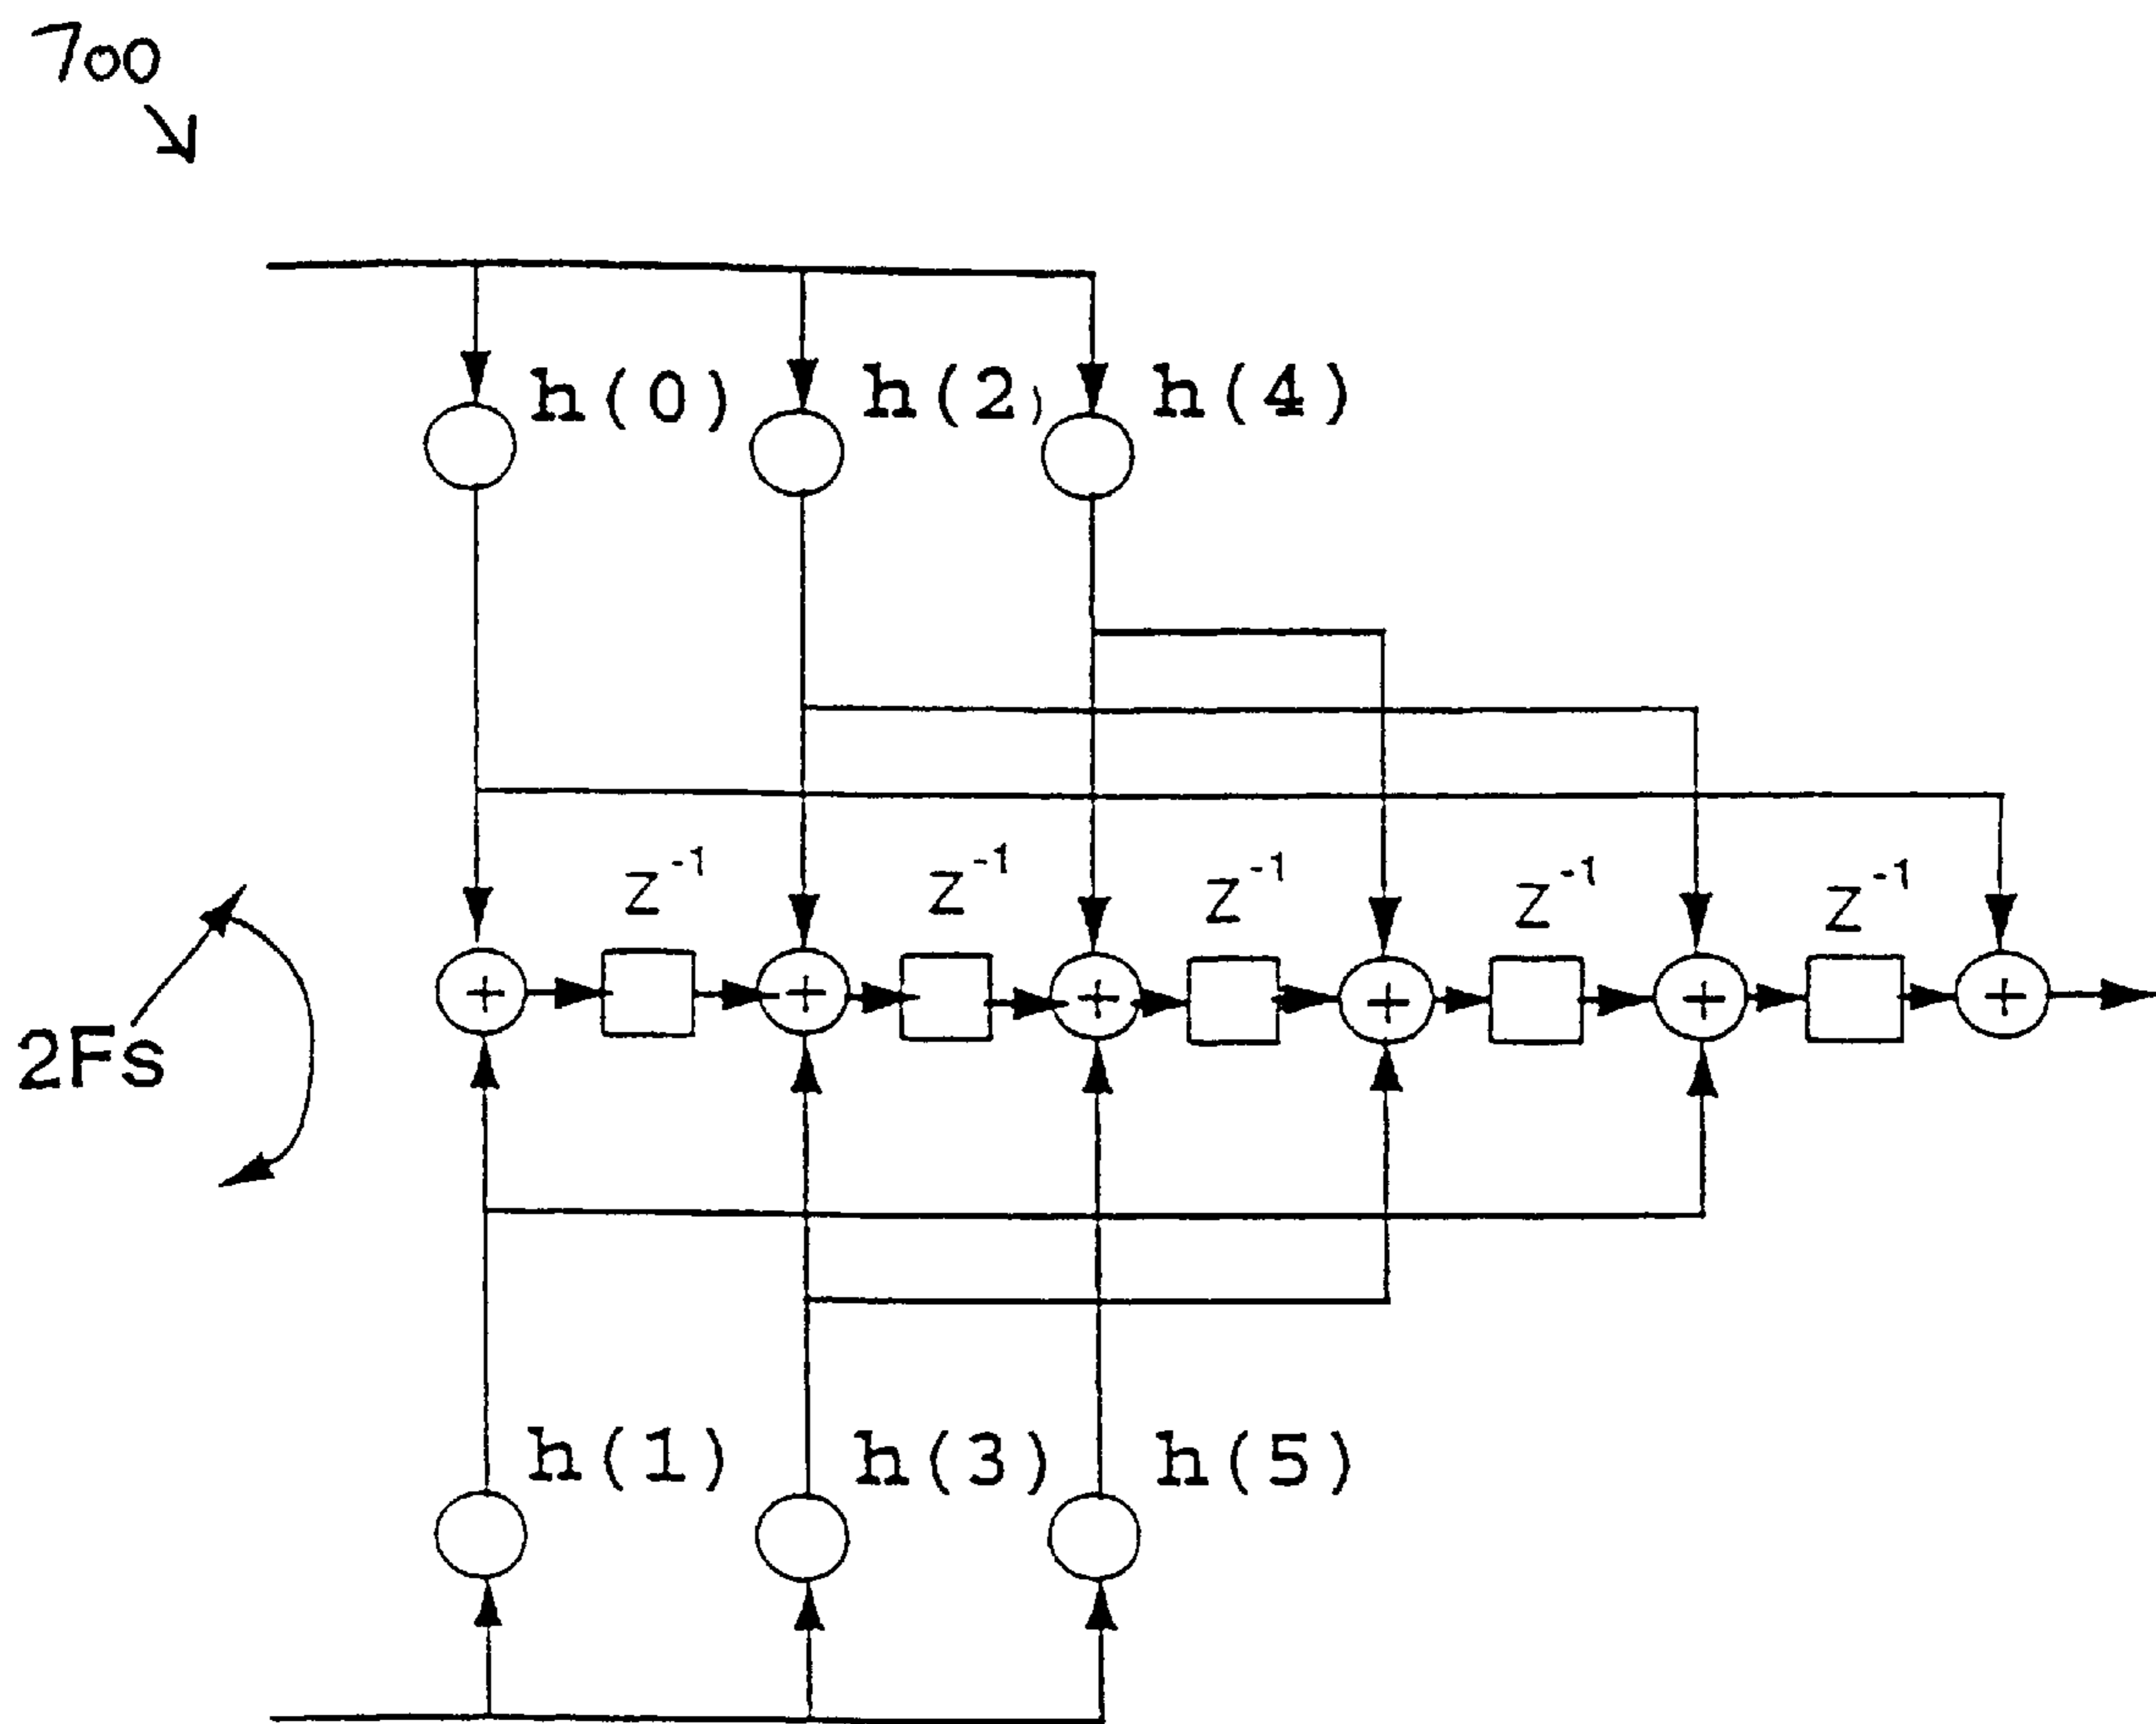 700
h(0) h(2) h(4)
z⁻¹ z⁻¹ z⁻¹ z⁻¹ z⁻¹
+ + + + + +
2Fs
h(1) h(3) h(5)